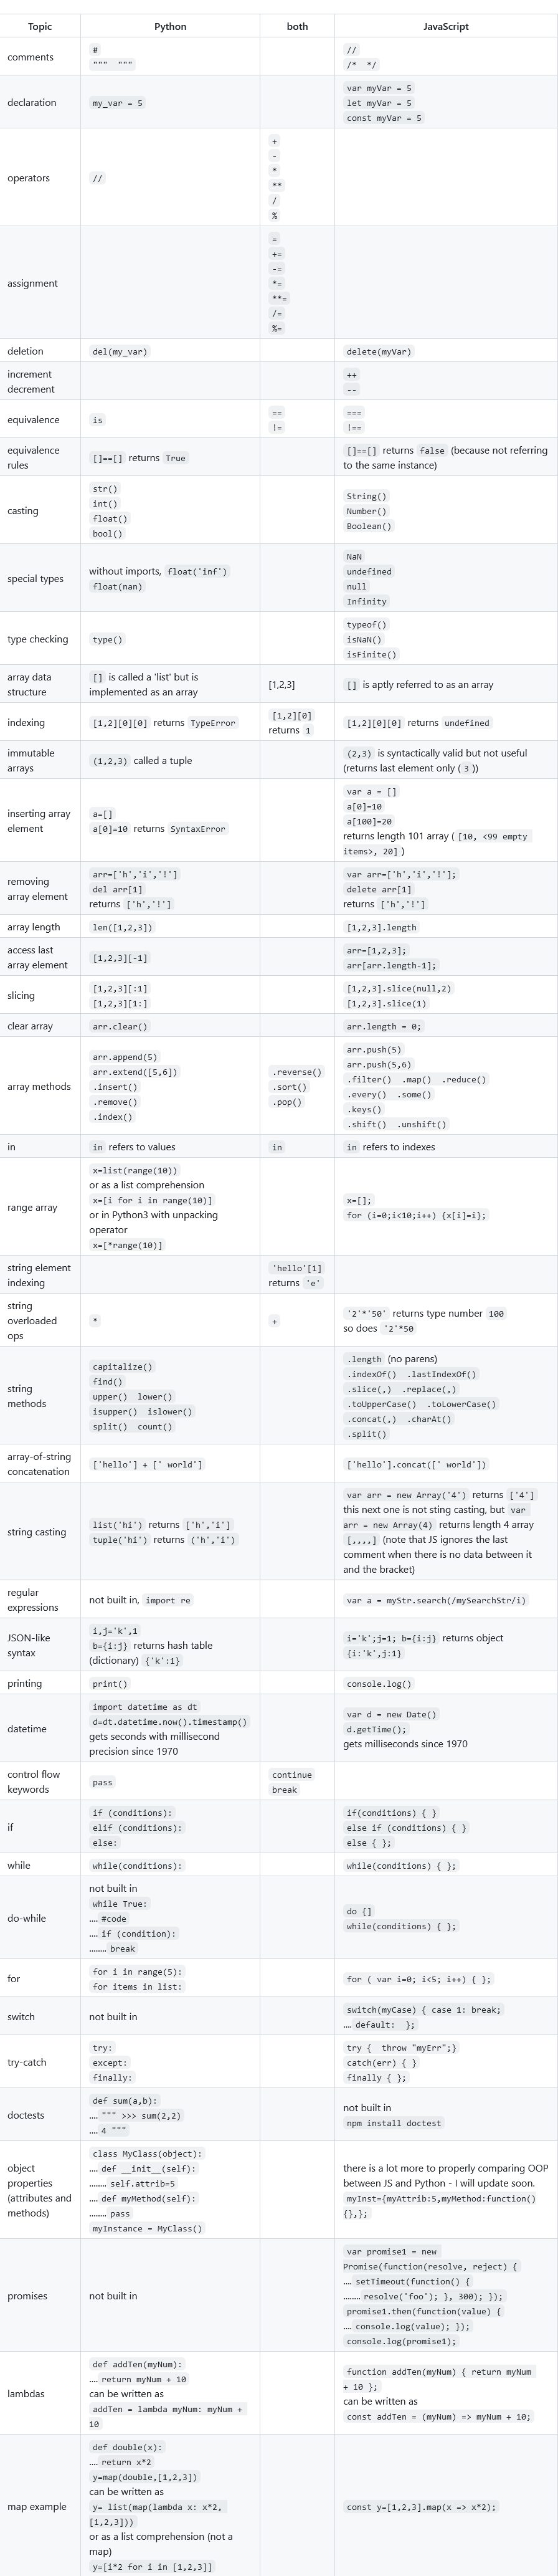 Topic Python both JavaScript
comments
#
""" """
//
/* */
declaration
my_var = 5
var myVar = 5
let myVar = 5
const myVar = 5
operators
//
+
-
*
**
/
%
assignment
=
+=
-=
*=
**=
/=
%=
deletion
del(my_var)
delete(myVar)
increment
decrement
++
--
equivalence
is
==
!=
===
!==
equivalence
rules
[]==[] returns True
[]==[] returns false (because not referring
to the same instance)
casting
str()
int()
float()
bool()
String()
Number()
Boolean()
special types
without imports, float('inf')
float(nan)
NaN
undefined
null
Infinity
type checking
type()
typeof()
isNaN()
isFinite()
array data
structure
[] is called a 'list' but is
implemented as an array
[1,2,3]
[] is aptly referred to as an array
indexing
[1,2][0][0] returns TypeError
[1,2][0]
returns 1
[1,2][0][0] returns undefined
immutable
arrays
(1,2,3) called a tuple
(2,3) is syntactically valid but not useful
(returns last element only ( 3 ))
inserting array
element
a=[]
a[0]=10 returns SyntaxError
var a = []
a[0]=10
a[100]=20
returns length 101 array ( [10, <99 empty
items>, 20] )
removing
array element
arr=['h','i','!']
del arr[1]
returns ['h','!']
var arr=['h','i','!'];
delete arr[1]
returns ['h','!']
array length
len([1,2,3])
[1,2,3].length
access last
array element
[1,2,3][-1]
arr=[1,2,3];
arr[arr.length-1];
slicing
[1,2,3][:1]
[1,2,3][1:]
[1,2,3].slice(null,2)
[1,2,3].slice(1)
clear array
arr.clear()
arr.length = 0;
array methods
arr.append(5)
arr.extend([5,6])
.insert()
.remove()
.index()
.reverse()
.sort()
.pop()
arr.push(5)
arr.push(5,6)
.filter() .map() .reduce()
.every() .some()
.keys()
.shift() .unshift()
in
in refers to values
in
in refers to indexes
range array
x=list(range(10))
or as a list comprehension
x=[i for i in range(10)]
or in Python3 with unpacking
operator
x=[*range(10)]
x=[];
for (i=0;i<10;i++) {x[i]=i};
string element
indexing
'hello'[1]
returns 'e'
string
overloaded
ops
*
+
'2'*'50' returns type number 100
so does '2'*50
string
methods
capitalize()
find()
upper() lower()
isupper() islower()
split() count()
.length (no parens)
.indexOf() .lastIndexOf()
.slice(,) .replace(,)
.toUpperCase() .toLowerCase()
.concat(,) .charAt()
.split()
array-of-string
concatenation
['hello'] + [' world']
['hello'].concat([' world'])
string casting
list('hi') returns ['h','i']
tuple('hi') returns ('h','i')
var arr = new Array('4') returns ['4']
this next one is not sting casting, but var
arr = new Array(4) returns length 4 array
[,,,,] (note that JS ignores the last
comment when there is no data between it
and the bracket)
regular
expressions
not built in, import re
var a = myStr.search(/mySearchStr/i)
JSON-like
syntax
i,j='k',1
b={i:j} returns hash table
(dictionary) {'k':1}
i='k';j=1; b={i:j} returns object
{i:'k',j:1}
printing
print()
console.log()
datetime
import datetime as dt
d=dt.datetime.now().timestamp()
gets seconds with millisecond
precision since 1970
var d = new Date()
d.getTime();
gets milliseconds since 1970
control flow
keywords
pass
continue
break
if
if (conditions):
elif (conditions):
else:
if(conditions) { }
else if (conditions) { }
else { };
while
while(conditions):
while(conditions) { };
do-while
not built in
while True:
.... #code
.... if (condition):
........ break
do {]
while(conditions) { };
for
for i in range(5):
for items in list:
for ( var i=0; i<5; i++) { };
switch
not built in
switch(myCase) { case 1: break;
.... default: };
try-catch
try:
except:
finally:
try { throw "myErr";}
catch(err) { }
finally { };
doctests
def sum(a,b):
.... """ >>> sum(2,2)
.... 4 """
not built in
npm install doctest
object
properties
(attributes and
methods)
class MyClass(object):
.... def __init__(self):
........ self.attrib=5
.... def myMethod(self):
........ pass
myInstance = MyClass()
there is a lot more to properly comparing OOP
between JS and Python - I will update soon.
myInst={myAttrib:5,myMethod:function()
{},};
promises
not built in
var promise1 = new
Promise(function(resolve, reject) {
.... setTimeout(function() {
........ resolve('foo'); }, 300); });
promise1.then(function(value) {
.... console.log(value); });
console.log(promise1);
lambdas
def addTen(myNum):
.... return myNum + 10
can be written as
addTen = lambda myNum: myNum +
10
function addTen(myNum) { return myNum
+ 10 };
can be written as
const addTen = (myNum) => myNum + 10;
map example
def double(x):
.... return x*2
y=map(double,[1,2,3])
can be written as
y= list(map(lambda x: x*2,
[1,2,3]))
or as a list comprehension (not a
map)
y=[i*2 for i in [1,2,3]]
const y=[1,2,3].map(x => x*2);